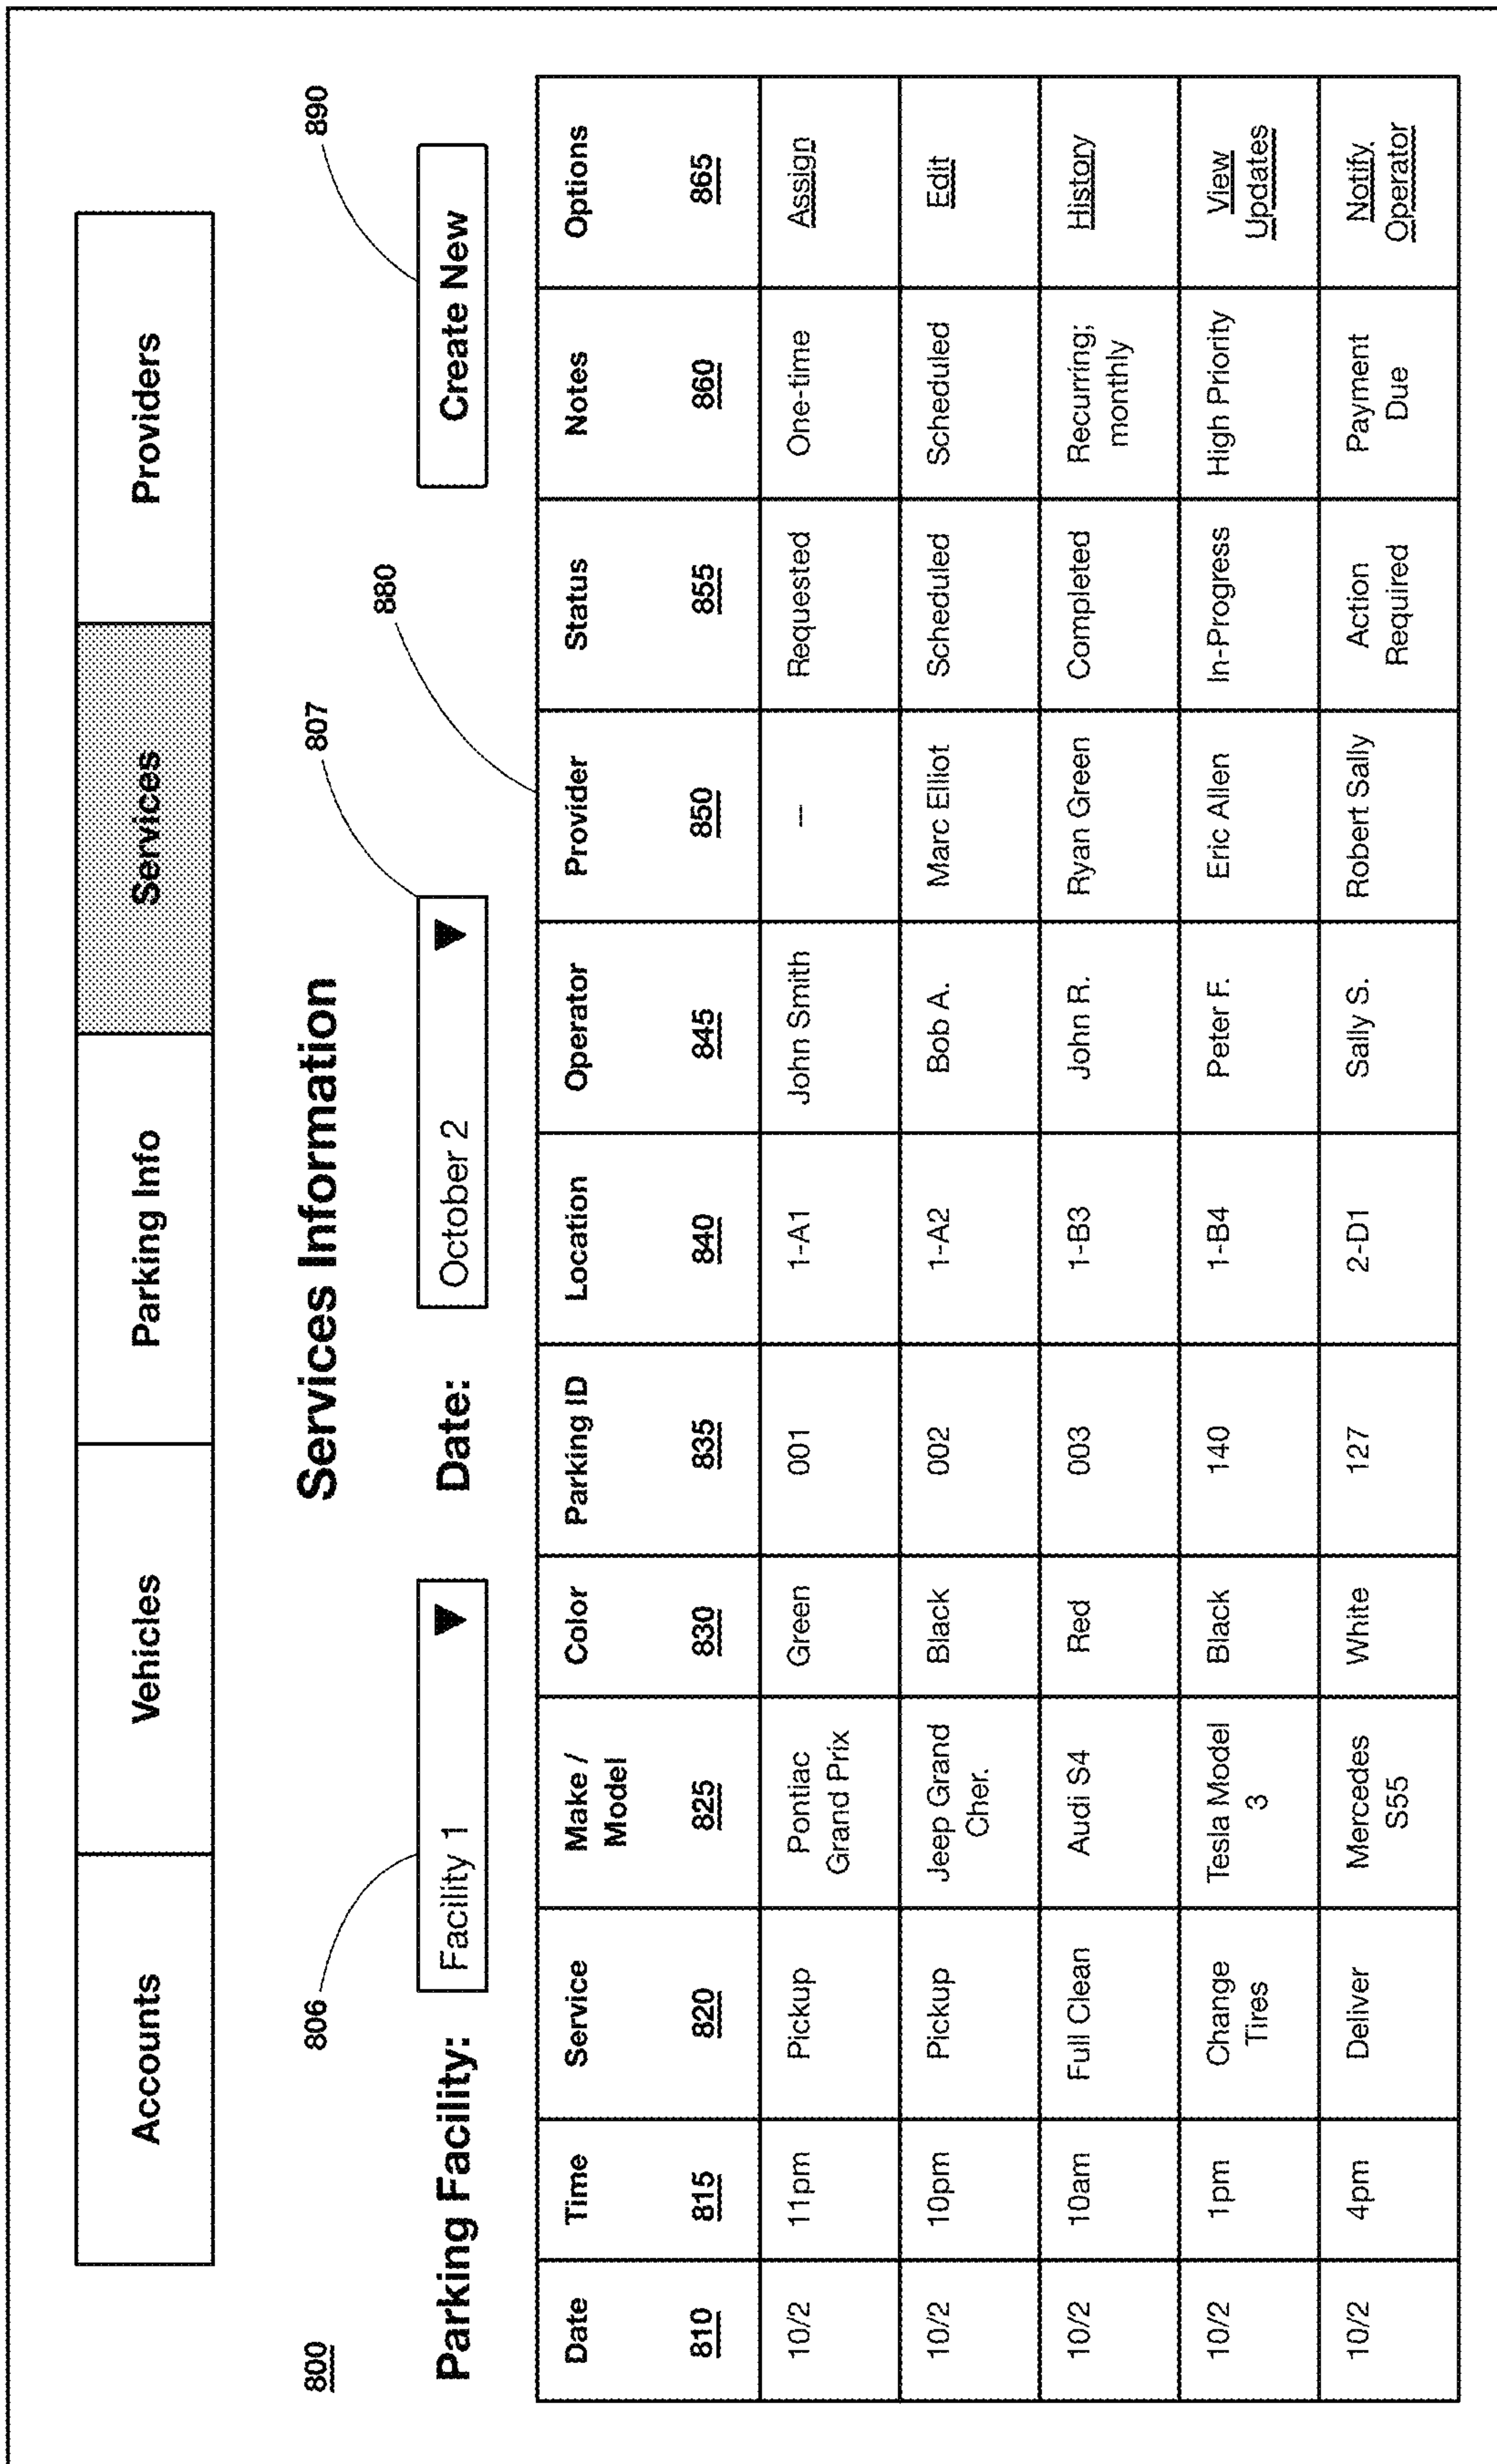 Accounts Vehicles Parking Info Services Providers
800
Services Information
806 807 880 890
Parking Facility: Facility 1 ▼ Date: October 2 ▼ Create New
Date Time Service Make / Color Parking ID Location Operator Provider Status Notes Options
Model
810 815 820 825 830 835 840 845 850 855 860 865
10/2 11pm Pickup Pontiac Green 001 1-A1 John Smith -- Requested One-time Assign
Grand Prix
10/2 10pm Pickup Jeep Grand Black 002 1-A2 Bob A. Marc Elliot Scheduled Scheduled Edit
Cher.
10/2 10am Full Clean Audi S4 Red 003 1-B3 John R. Ryan Green Completed Recurring; History
monthly
10/2 1pm Change Tesla Model Black 140 1-B4 Peter F. Eric Allen In-Progress High Priority View
Tires 3 Updates
10/2 4pm Deliver Mercedes White 127 2-D1 Sally S. Robert Sally Action Payment Notify
S55 Required Due Operator